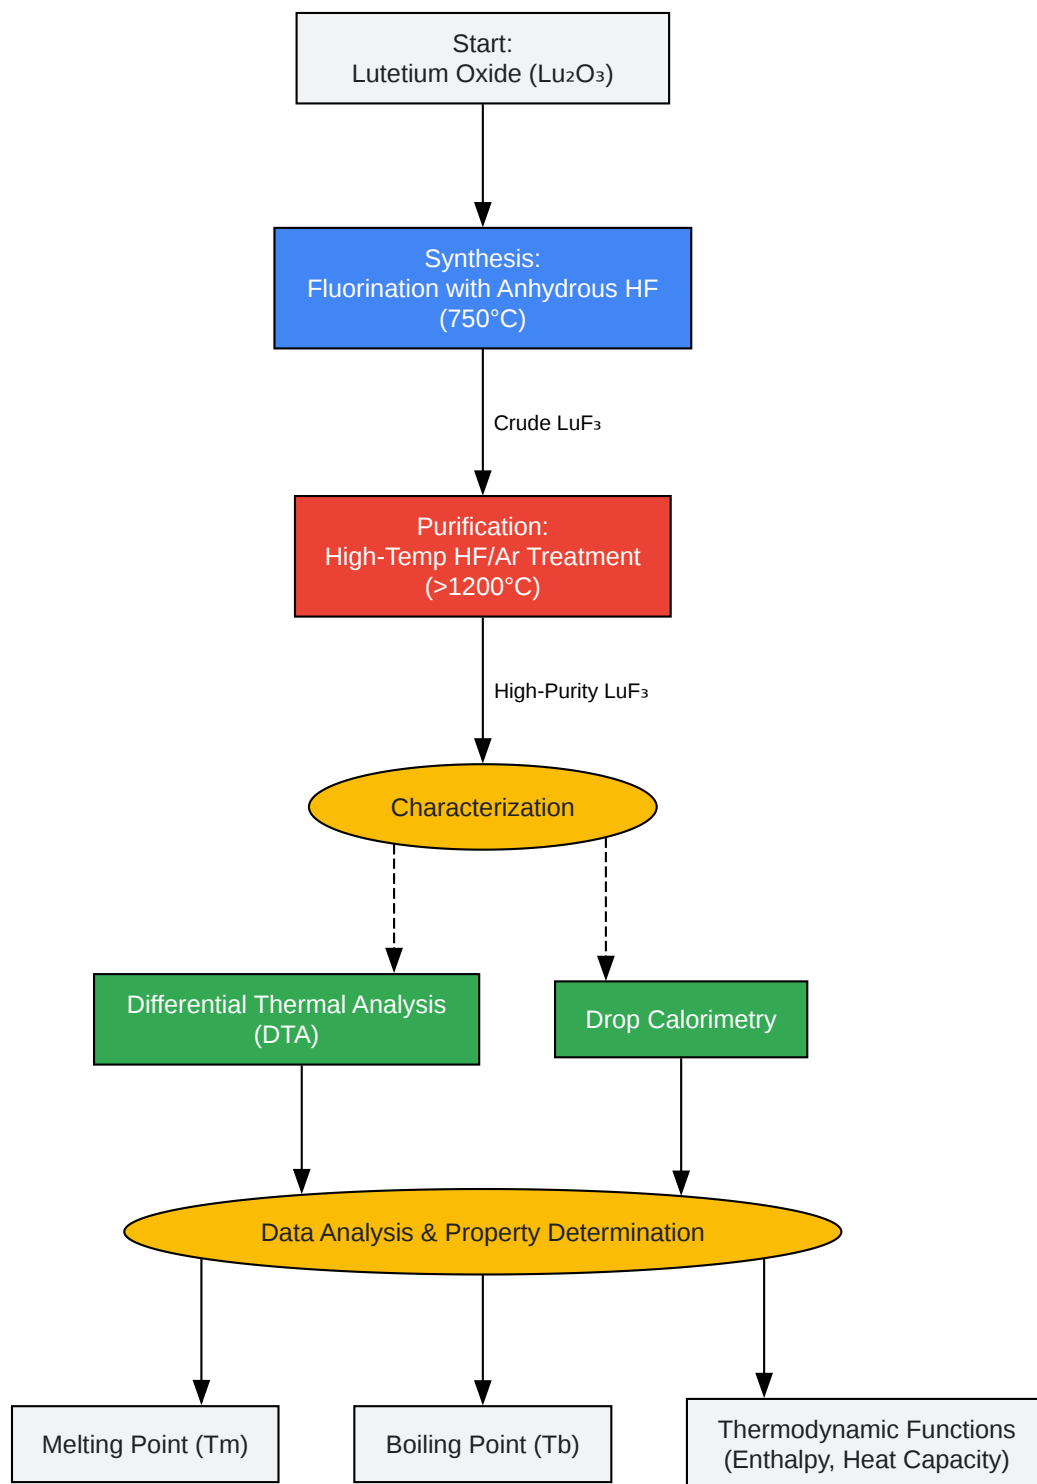 Start:
Lutetium Oxide (Lu₂O₃)
Synthesis:
Fluorination with Anhydrous HF
(750°C)
Crude LuF₃
Purification:
High-Temp HF/Ar Treatment
(>1200°C)
High-Purity LuF₃
Characterization
Differential Thermal Analysis
(DTA)
Drop Calorimetry
Data Analysis & Property Determination
Melting Point (Tm)
Boiling Point (Tb)
Thermodynamic Functions
(Enthalpy, Heat Capacity)